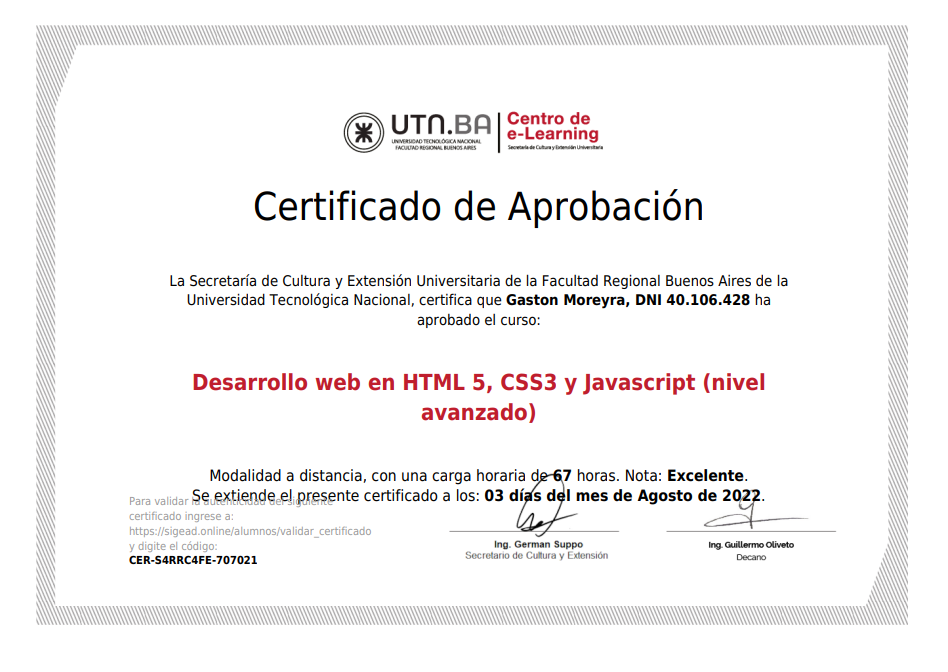 UTN.BA
UNIVERSIDAD TECNOLÓGICA NACIONAL
FACULTAD REGIONAL BUENOS AIRES
Centro de
e-Learning
Secretaría de Cultura y Extensión Universitaria
Certificado de Aprobación
La Secretaría de Cultura y Extensión Universitaria de la Facultad Regional Buenos Aires de la
Universidad Tecnológica Nacional, certifica que Gaston Moreyra, DNI 40.106.428 ha
aprobado el curso:
Desarrollo web en HTML 5, CSS3 y Javascript (nivel
avanzado)
Modalidad a distancia, con una carga horaria de 67 horas. Nota: Excelente.
Se extiende el presente certificado a los: 03 días del mes de Agosto de 2022.
Para validar la autenticidad del siguiente
certificado ingrese a:
https://sigead.online/alumnos/validar_certificado
y digite el código:
CER-S4RRC4FE-707021
Ing. German Suppo
Secretario de Cultura y Extensión
Ing. Guillermo Oliveto
Decano